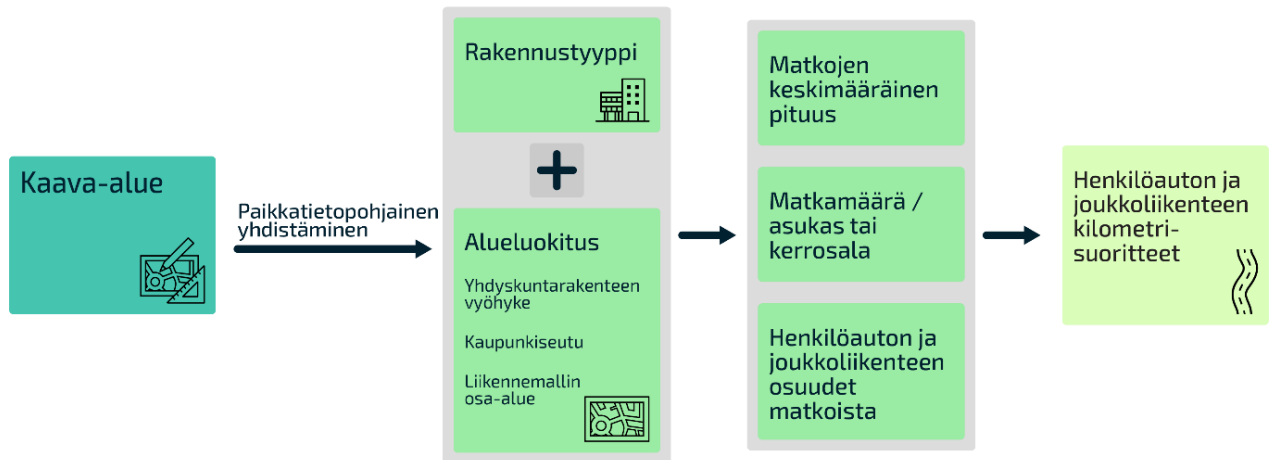 Kaava-alue
Paikkatietopohjainen
yhdistäminen
Rakennustyyppi
+
Alueluokitus
Yhdyskuntarakenteen
vyöhyke
Kaupunkiseutu
Liikennemallin
osa-alue
Matkojen
keskimääräinen
pituus
Matkamäärä /
asukas tai
kerrosala
Henkilöauton ja
joukkoliikenteen
osuudet
matkoista
Henkilöauton ja
joukkoliikenteen
kilometri-
suoritteet